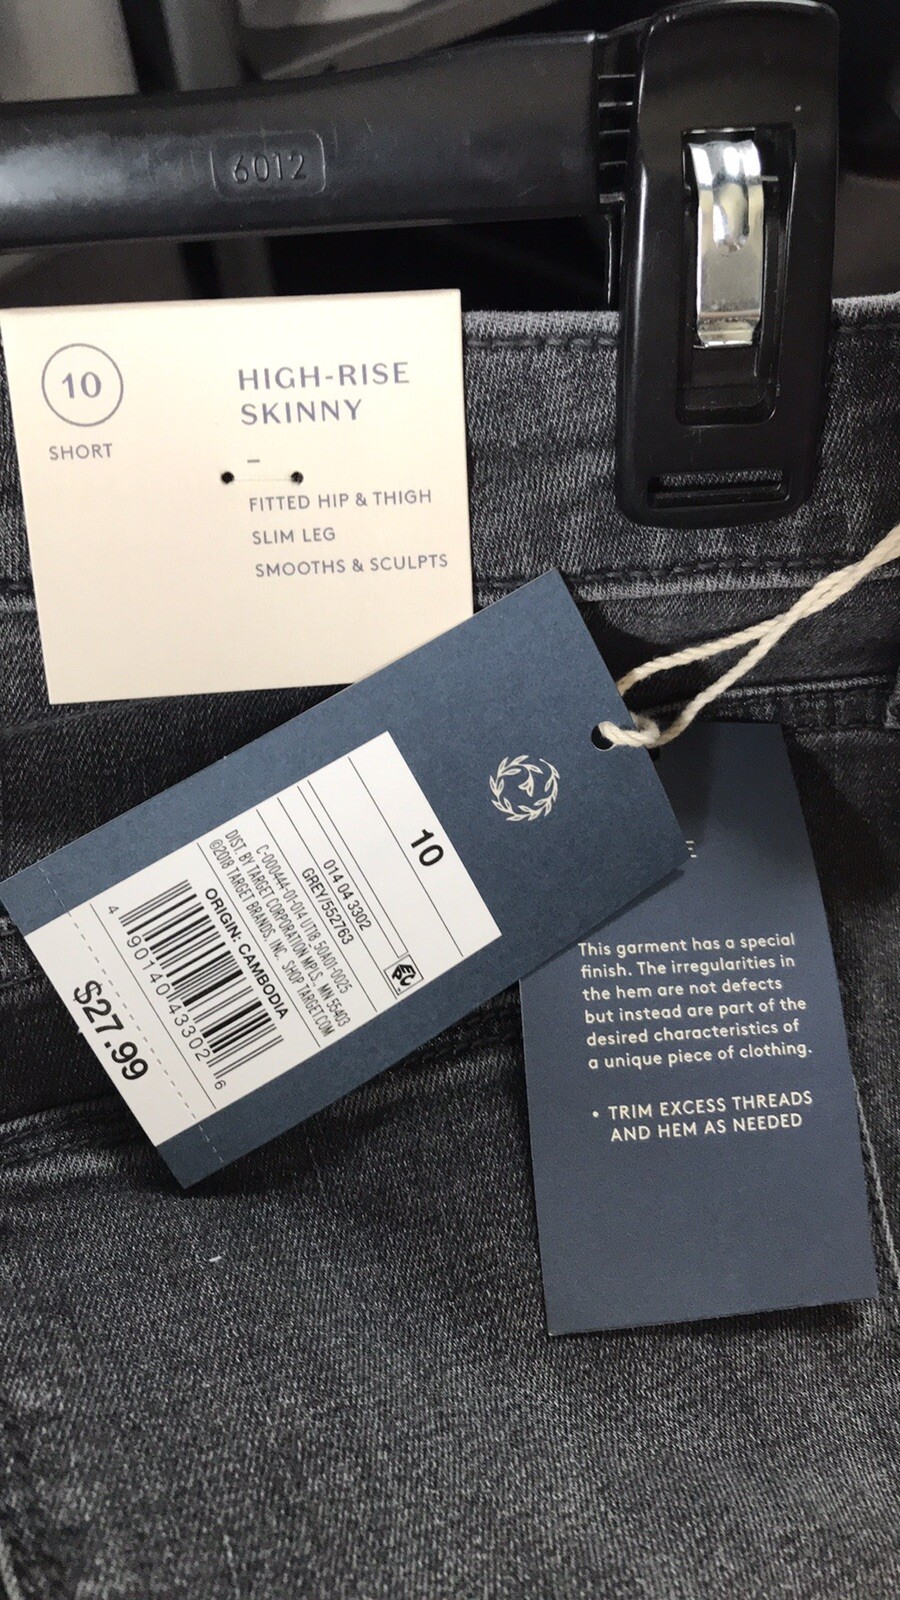 6012
10
SHORT
HIGH-RISE
SKINNY
–
FITTED HIP & THIGH
SLIM LEG
SMOOTHS & SCULPTS
10
014 04 3302
GREY/552763
C-000444-01-014 UT1B 50A01-0025
DIST. BY TARGET CORPORATION MPLS, MN 55403
©2018 TARGET BRANDS, INC. SHOP TARGET.COM
ORIGIN: CAMBODIA
4 90140 43302 6
$27.99
E
This garment has a special
finish. The irregularities in
the hem are not defects
but instead are part of the
desired characteristics of
a unique piece of clothing.
• TRIM EXCESS THREADS
AND HEM AS NEEDED